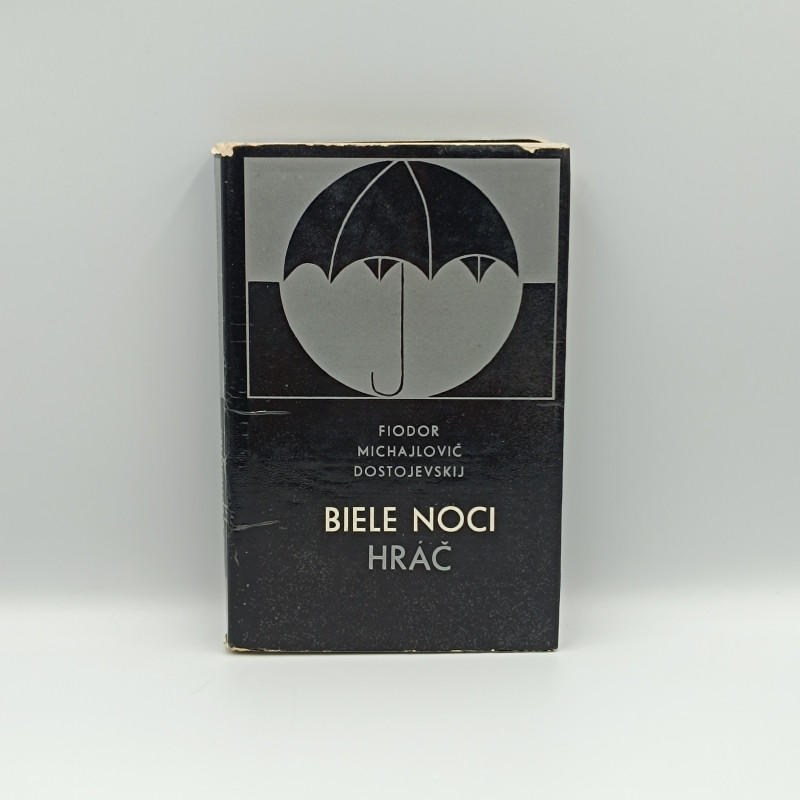 FIODOR
MICHAJLOVIČ
DOSTOJEVSKIJ
BIELE NOCI
HRÁČ